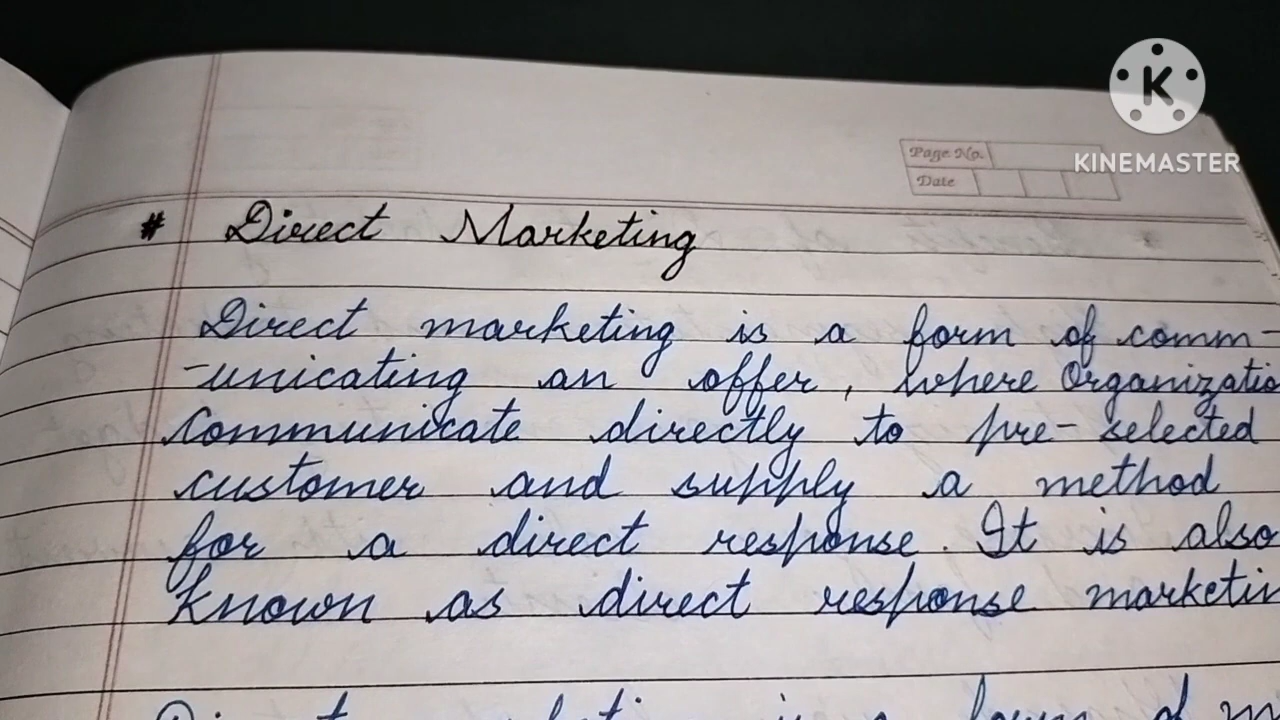 K
KINEMASTER
Page No.
Date
# Direct Marketing
Direct marketing is a form of comm-
-unicating an offer, where Organizatio
Communicate directly to pre-selected
customer and supply a method
for a direct response. It is also
known as direct response marketin